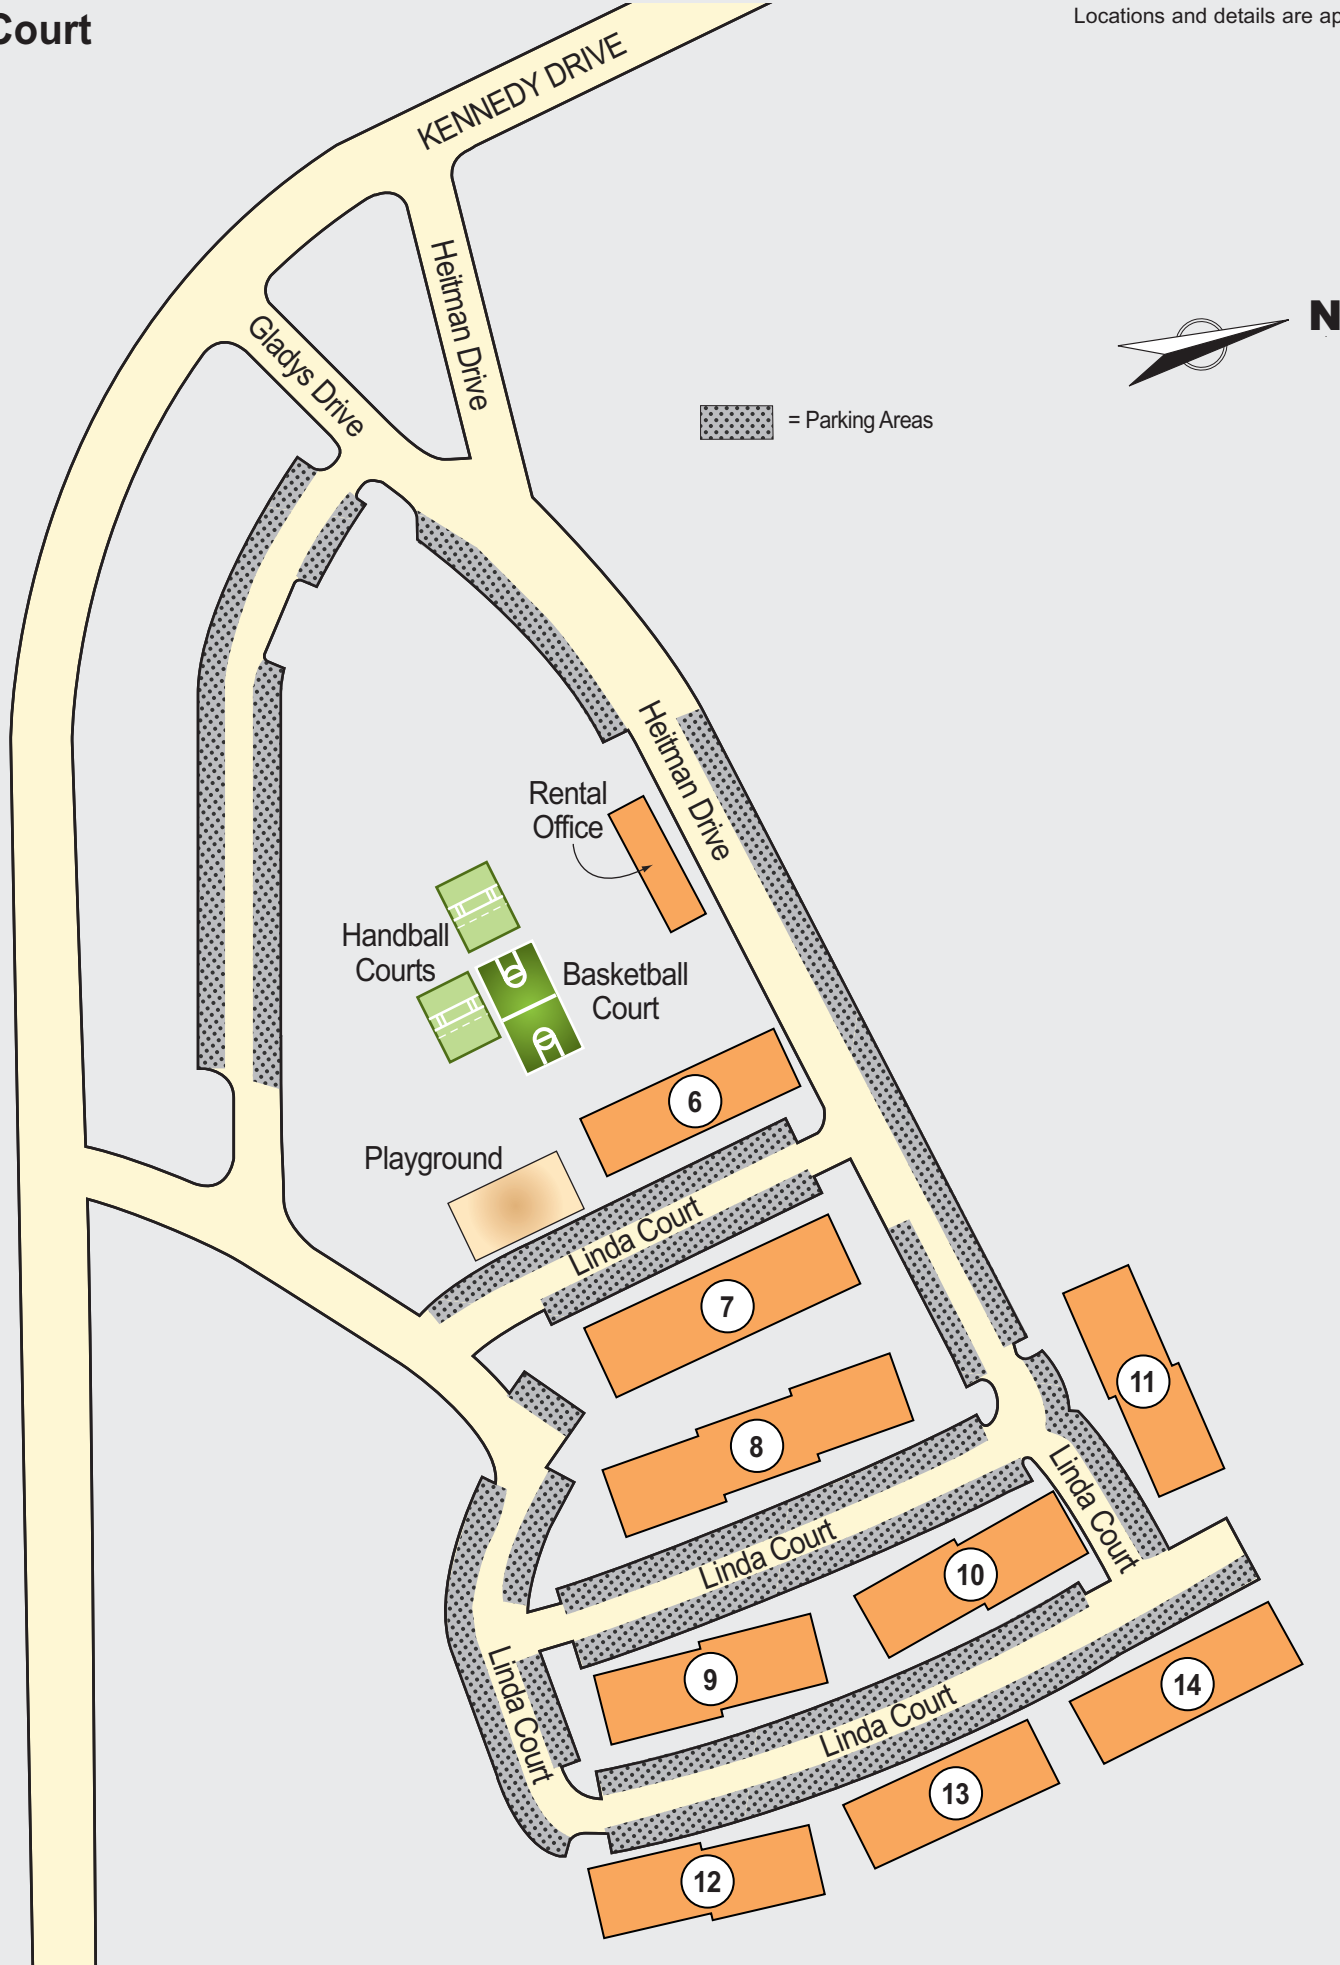 Court
Locations and details are ap
KENNEDY DRIVE
Heitman Drive
Gladys Drive
N
= Parking Areas
Heitman Drive
Rental
Office
Handball
Courts
Basketball
Court
6
Playground
Linda Court
7
11
8
Linda Court
Linda Court
10
9
Linda Court
14
Linda Court
13
12